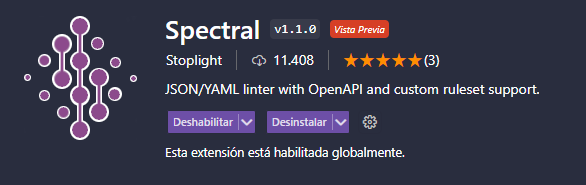 Spectral v1.1.0 Vista Previa
Stoplight 11.408 (3)
JSON/YAML linter with OpenAPI and custom ruleset support.
Deshabilitar Desinstalar
Esta extensión está habilitada globalmente.